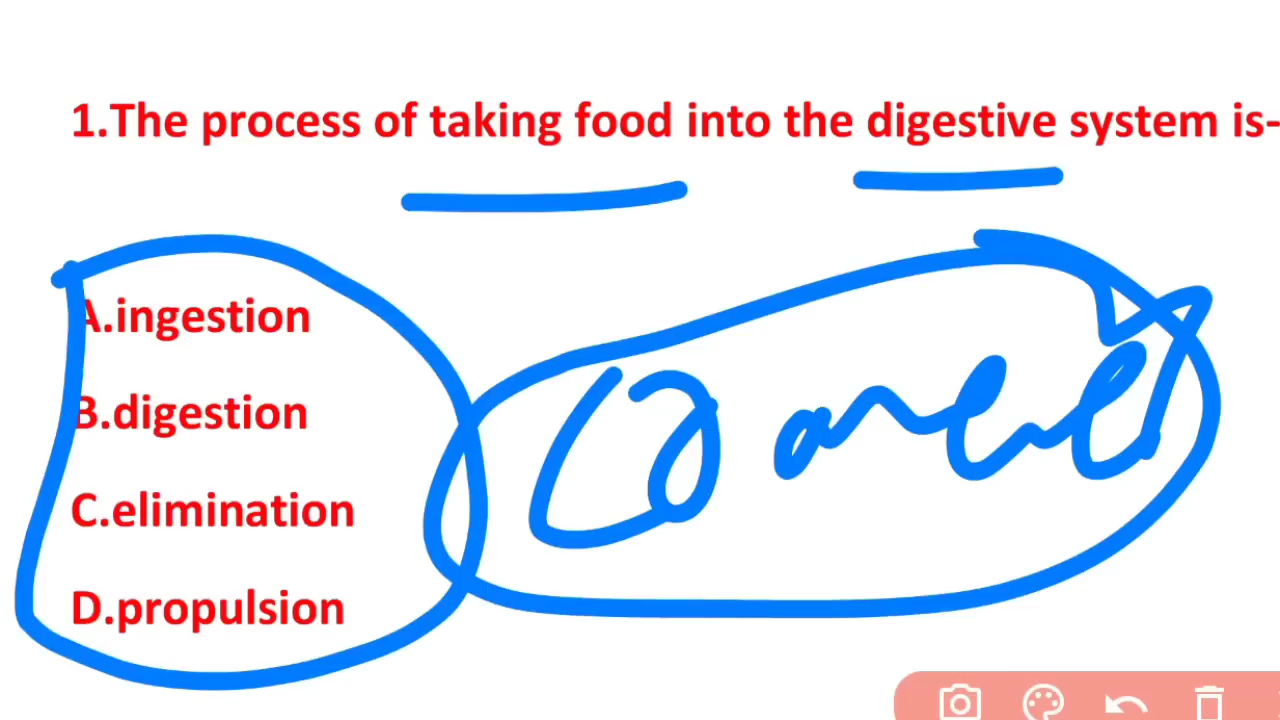 1.The process of taking food into the digestive system is-
A.ingestion
B.digestion
C.elimination
D.propulsion